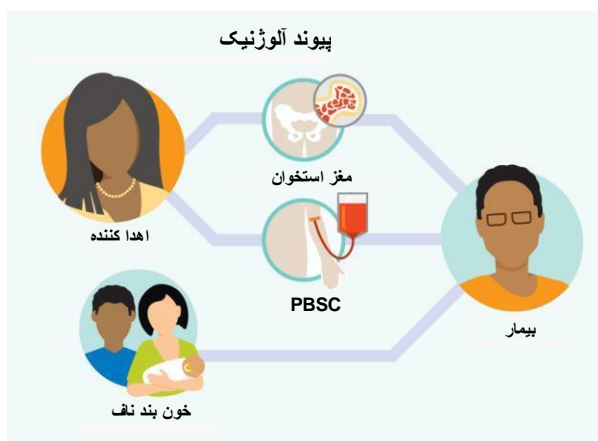 پیوند آلوژنیک
مغز استخوان
اهدا کننده
PBSC
بیمار
خون بند ناف